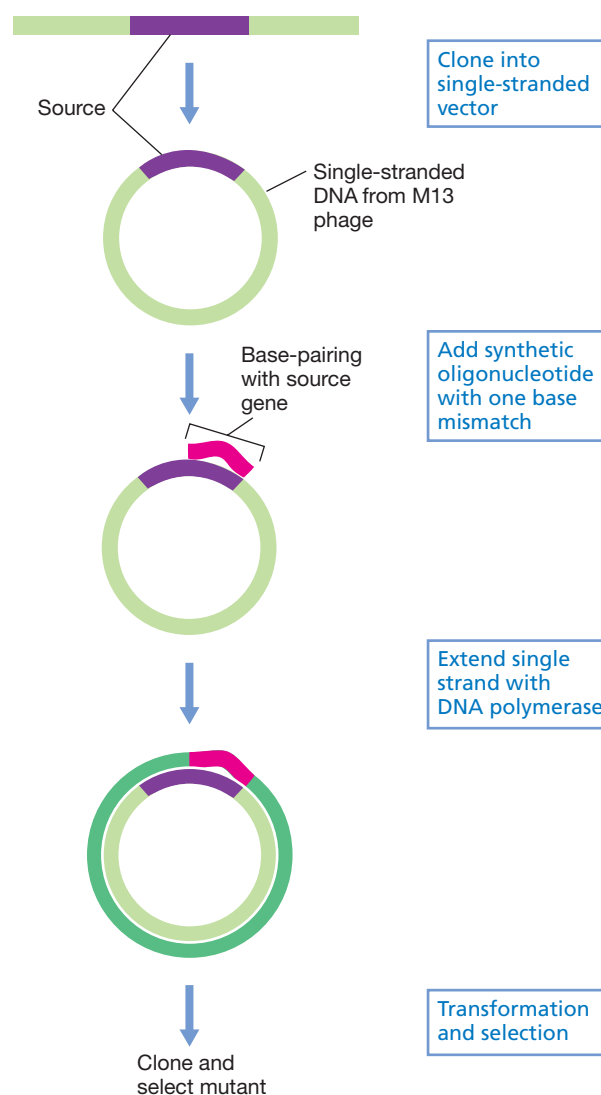 Clone into
single-stranded
vector
Source
Single-stranded
DNA from M13
phage
Add synthetic
oligonucleotide
with one base
mismatch
Base-pairing
with source
gene
Extend single
strand with
DNA polymerase
Transformation
and selection
Clone and
select mutant